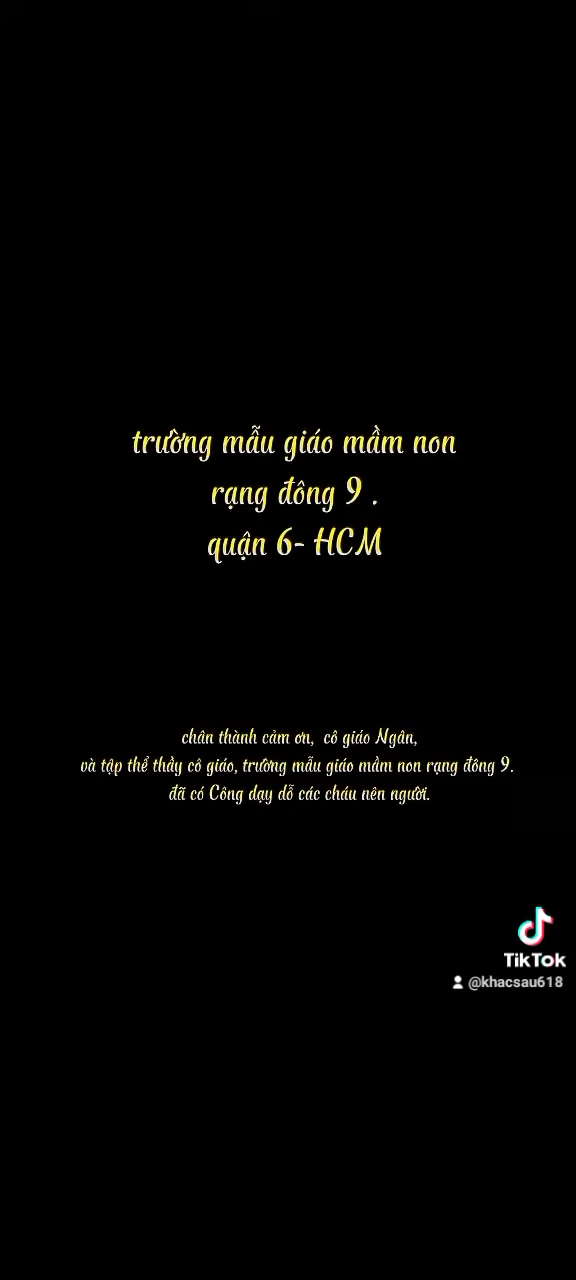 trường mẫu giáo mầm non
rạng đông 9 .
quận 6- HCM
chân thành cảm ơn, cô giáo Ngân,
và tập thể thầy cô giáo, trường mẫu giáo mầm non rạng đông 9.
đã có Công dạy dỗ các cháu nên người.
TikTok
@khacsau618